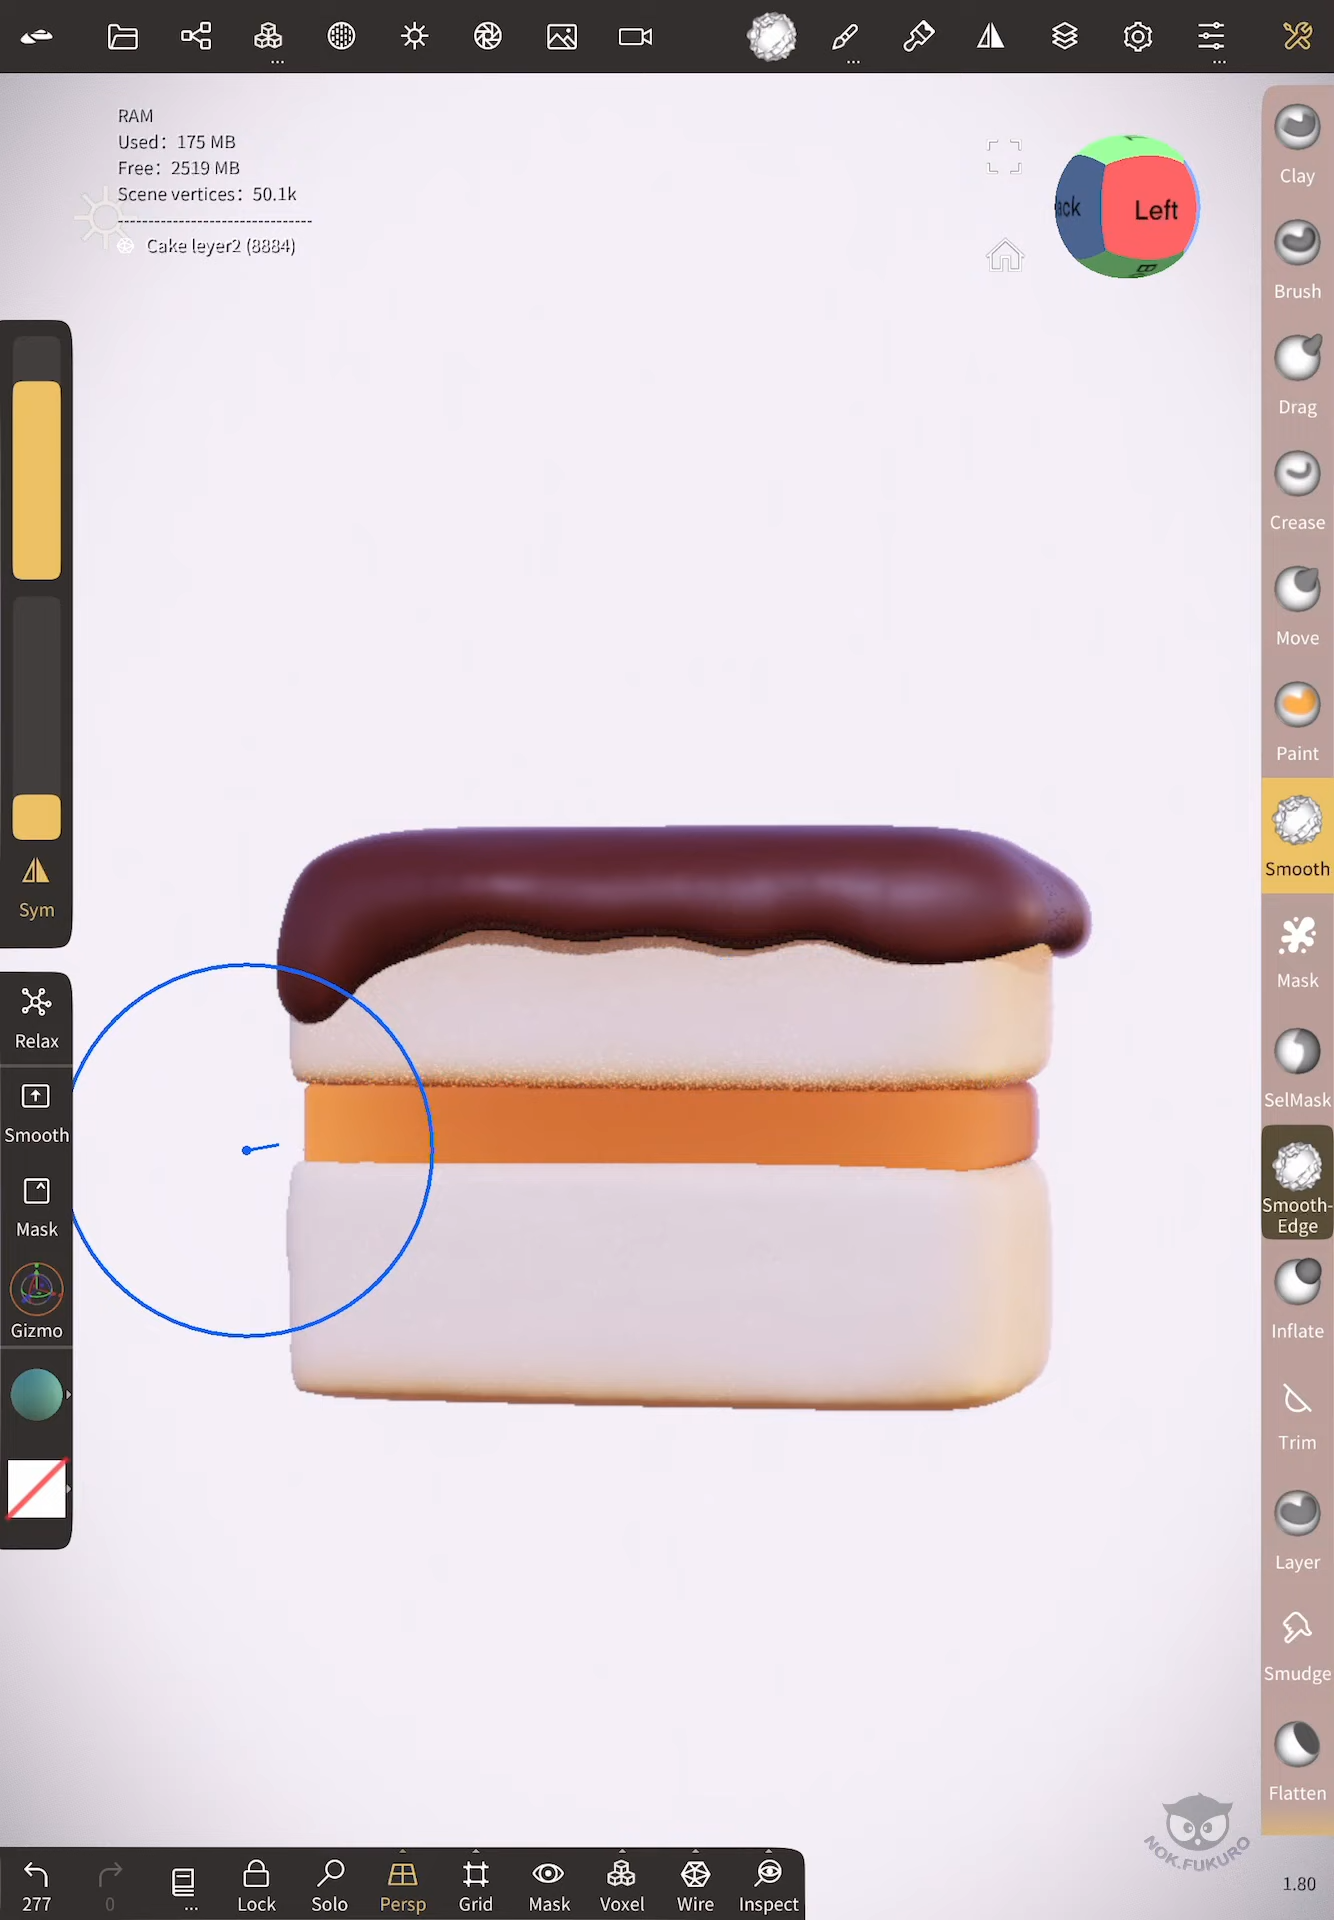 RAM
Used: 175 MB
Free: 2519 MB
Scene vertices: 50.1k
-------------------------------
Cake leyer2 (8884)
ack
Left
Clay
Brush
Drag
Crease
Move
Paint
Smooth
Mask
SelMask
Smooth-
Edge
Inflate
Trim
Layer
Smudge
Flatten
Sym
Relax
Smooth
Mask
Gizmo
NOK.FUKURO
1.80
277
0
...
Lock
Solo
Persp
Grid
Mask
Voxel
Wire
Inspect